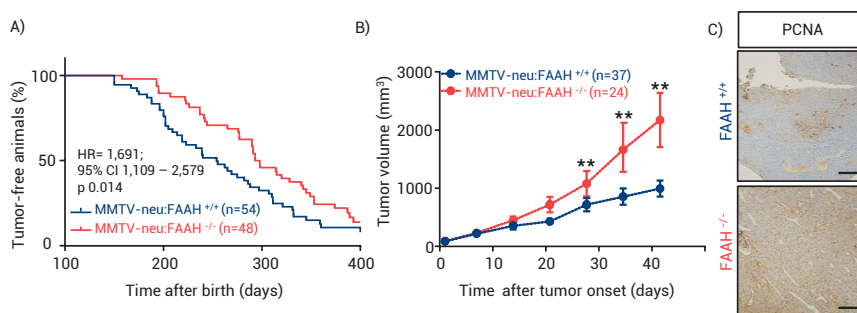 A)
Tumor-free animals (%)
100
50
0
HR= 1,691;
95% CI 1,109 – 2,579
p 0.014
MMTV-neu:FAAH +/+ (n=54)
MMTV-neu:FAAH -/- (n=48)
100
200
300
400
Time after birth (days)
B)
Tumor volume (mm3)
3000
2000
1000
0
MMTV-neu:FAAH +/+ (n=37)
MMTV-neu:FAAH -/- (n=24)
**
**
**
0
10
20
30
40
50
Time after tumor onset (days)
C)
PCNA
FAAH +/+
FAAH -/-